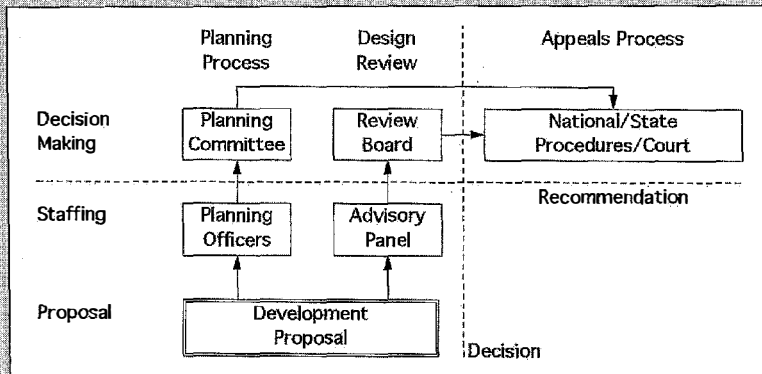 Planning
Process
Design
Review
Appeals Process
Decision
Making
Planning
Committee
Review
Board
National/State
Procedures/Court
Recommendation
Staffing
Planning
Officers
Advisory
Panel
Proposal
Development
Proposal
Decision